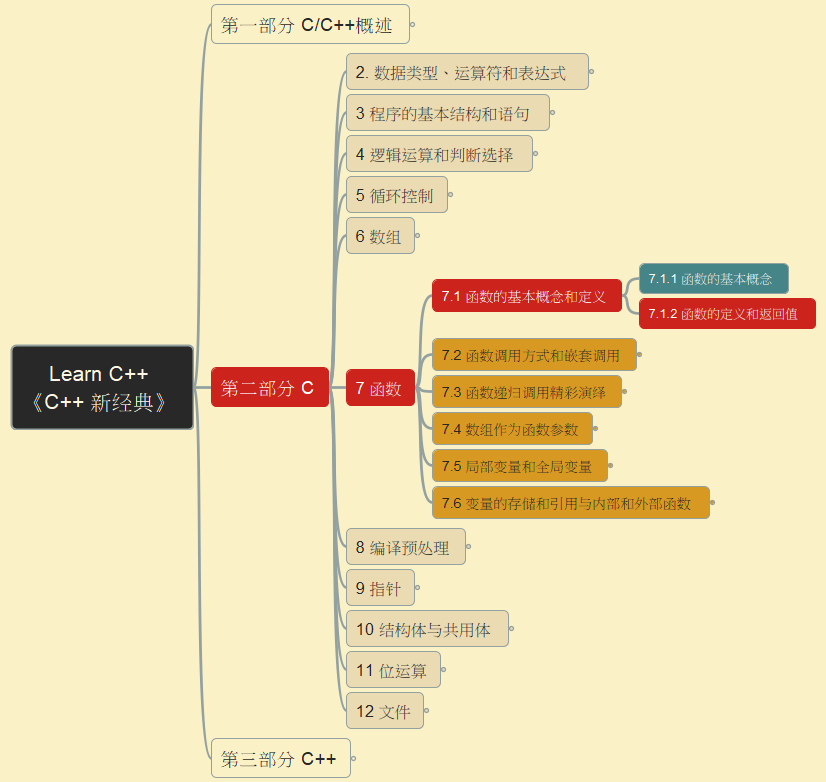 第一部分 C/C++概述
2. 数据类型、运算符和表达式
3 程序的基本结构和语句
4 逻辑运算和判断选择
5 循环控制
6 数组
7.1 函数的基本概念和定义
7.1.1 函数的基本概念
7.1.2 函数的定义和返回值
7.2 函数调用方式和嵌套调用
Learn C++
《C++ 新经典》
第二部分 C
7 函数
7.3 函数递归调用精彩演绎
7.4 数组作为函数参数
7.5 局部变量和全局变量
7.6 变量的存储和引用与内部和外部函数
8 编译预处理
9 指针
10 结构体与共用体
11 位运算
12 文件
第三部分 C++